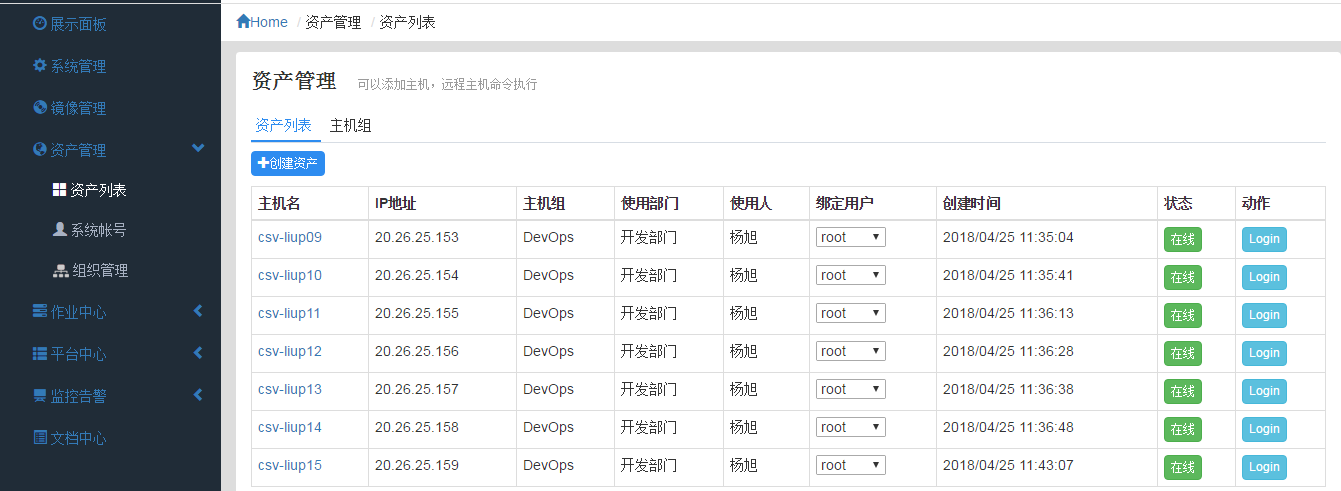 展示面板
系统管理
镜像管理
资产管理
资产列表
系统帐号
组织管理
作业中心
平台中心
监控告警
文档中心
Home / 资产管理 / 资产列表
资产管理 可以添加主机，远程主机命令执行
资产列表 主机组
创建资产
主机名 IP地址 主机组 使用部门 使用人 绑定用户 创建时间 状态 动作
csv-liup09 20.26.25.153 DevOps 开发部门 杨旭 root 2018/04/25 11:35:04 在线 Login
csv-liup10 20.26.25.154 DevOps 开发部门 杨旭 root 2018/04/25 11:35:41 在线 Login
csv-liup11 20.26.25.155 DevOps 开发部门 杨旭 root 2018/04/25 11:36:13 在线 Login
csv-liup12 20.26.25.156 DevOps 开发部门 杨旭 root 2018/04/25 11:36:28 在线 Login
csv-liup13 20.26.25.157 DevOps 开发部门 杨旭 root 2018/04/25 11:36:38 在线 Login
csv-liup14 20.26.25.158 DevOps 开发部门 杨旭 root 2018/04/25 11:36:48 在线 Login
csv-liup15 20.26.25.159 DevOps 开发部门 杨旭 root 2018/04/25 11:43:07 在线 Login